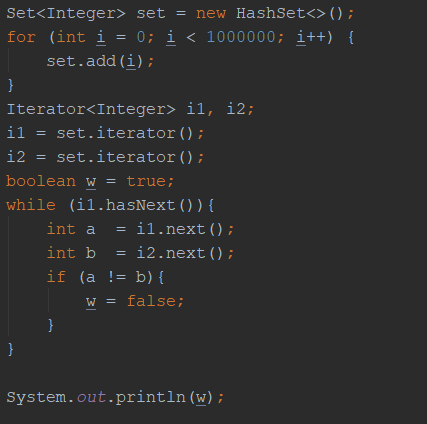 Set<Integer> set = new HashSet<>();
for (int i = 0; i < 1000000; i++) {
    set.add(i);
}
Iterator<Integer> i1, i2;
i1 = set.iterator();
i2 = set.iterator();
boolean w = true;
while (i1.hasNext()){
    int a  = i1.next();
    int b  = i2.next();
    if (a != b){
        w = false;
    }
}

System.out.println(w);